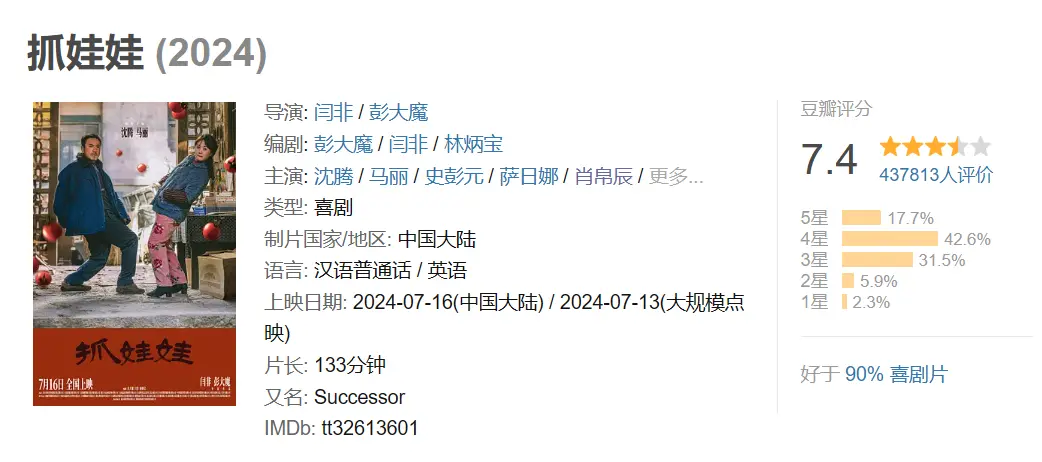 抓娃娃 (2024)
沈腾 马丽
抓娃娃
7月16日 全国上映
闫非 彭大魔
导演: 闫非 / 彭大魔
编剧: 彭大魔 / 闫非 / 林炳宝
主演: 沈腾 / 马丽 / 史彭元 / 萨日娜 / 肖帛辰 / 更多...
类型: 喜剧
制片国家/地区: 中国大陆
语言: 汉语普通话 / 英语
上映日期: 2024-07-16(中国大陆) / 2024-07-13(大规模点
映)
片长: 133分钟
又名: Successor
IMDb: tt32613601
豆瓣评分
7.4
437813人评价
5星 17.7%
4星 42.6%
3星 31.5%
2星 5.9%
1星 2.3%
好于 90% 喜剧片